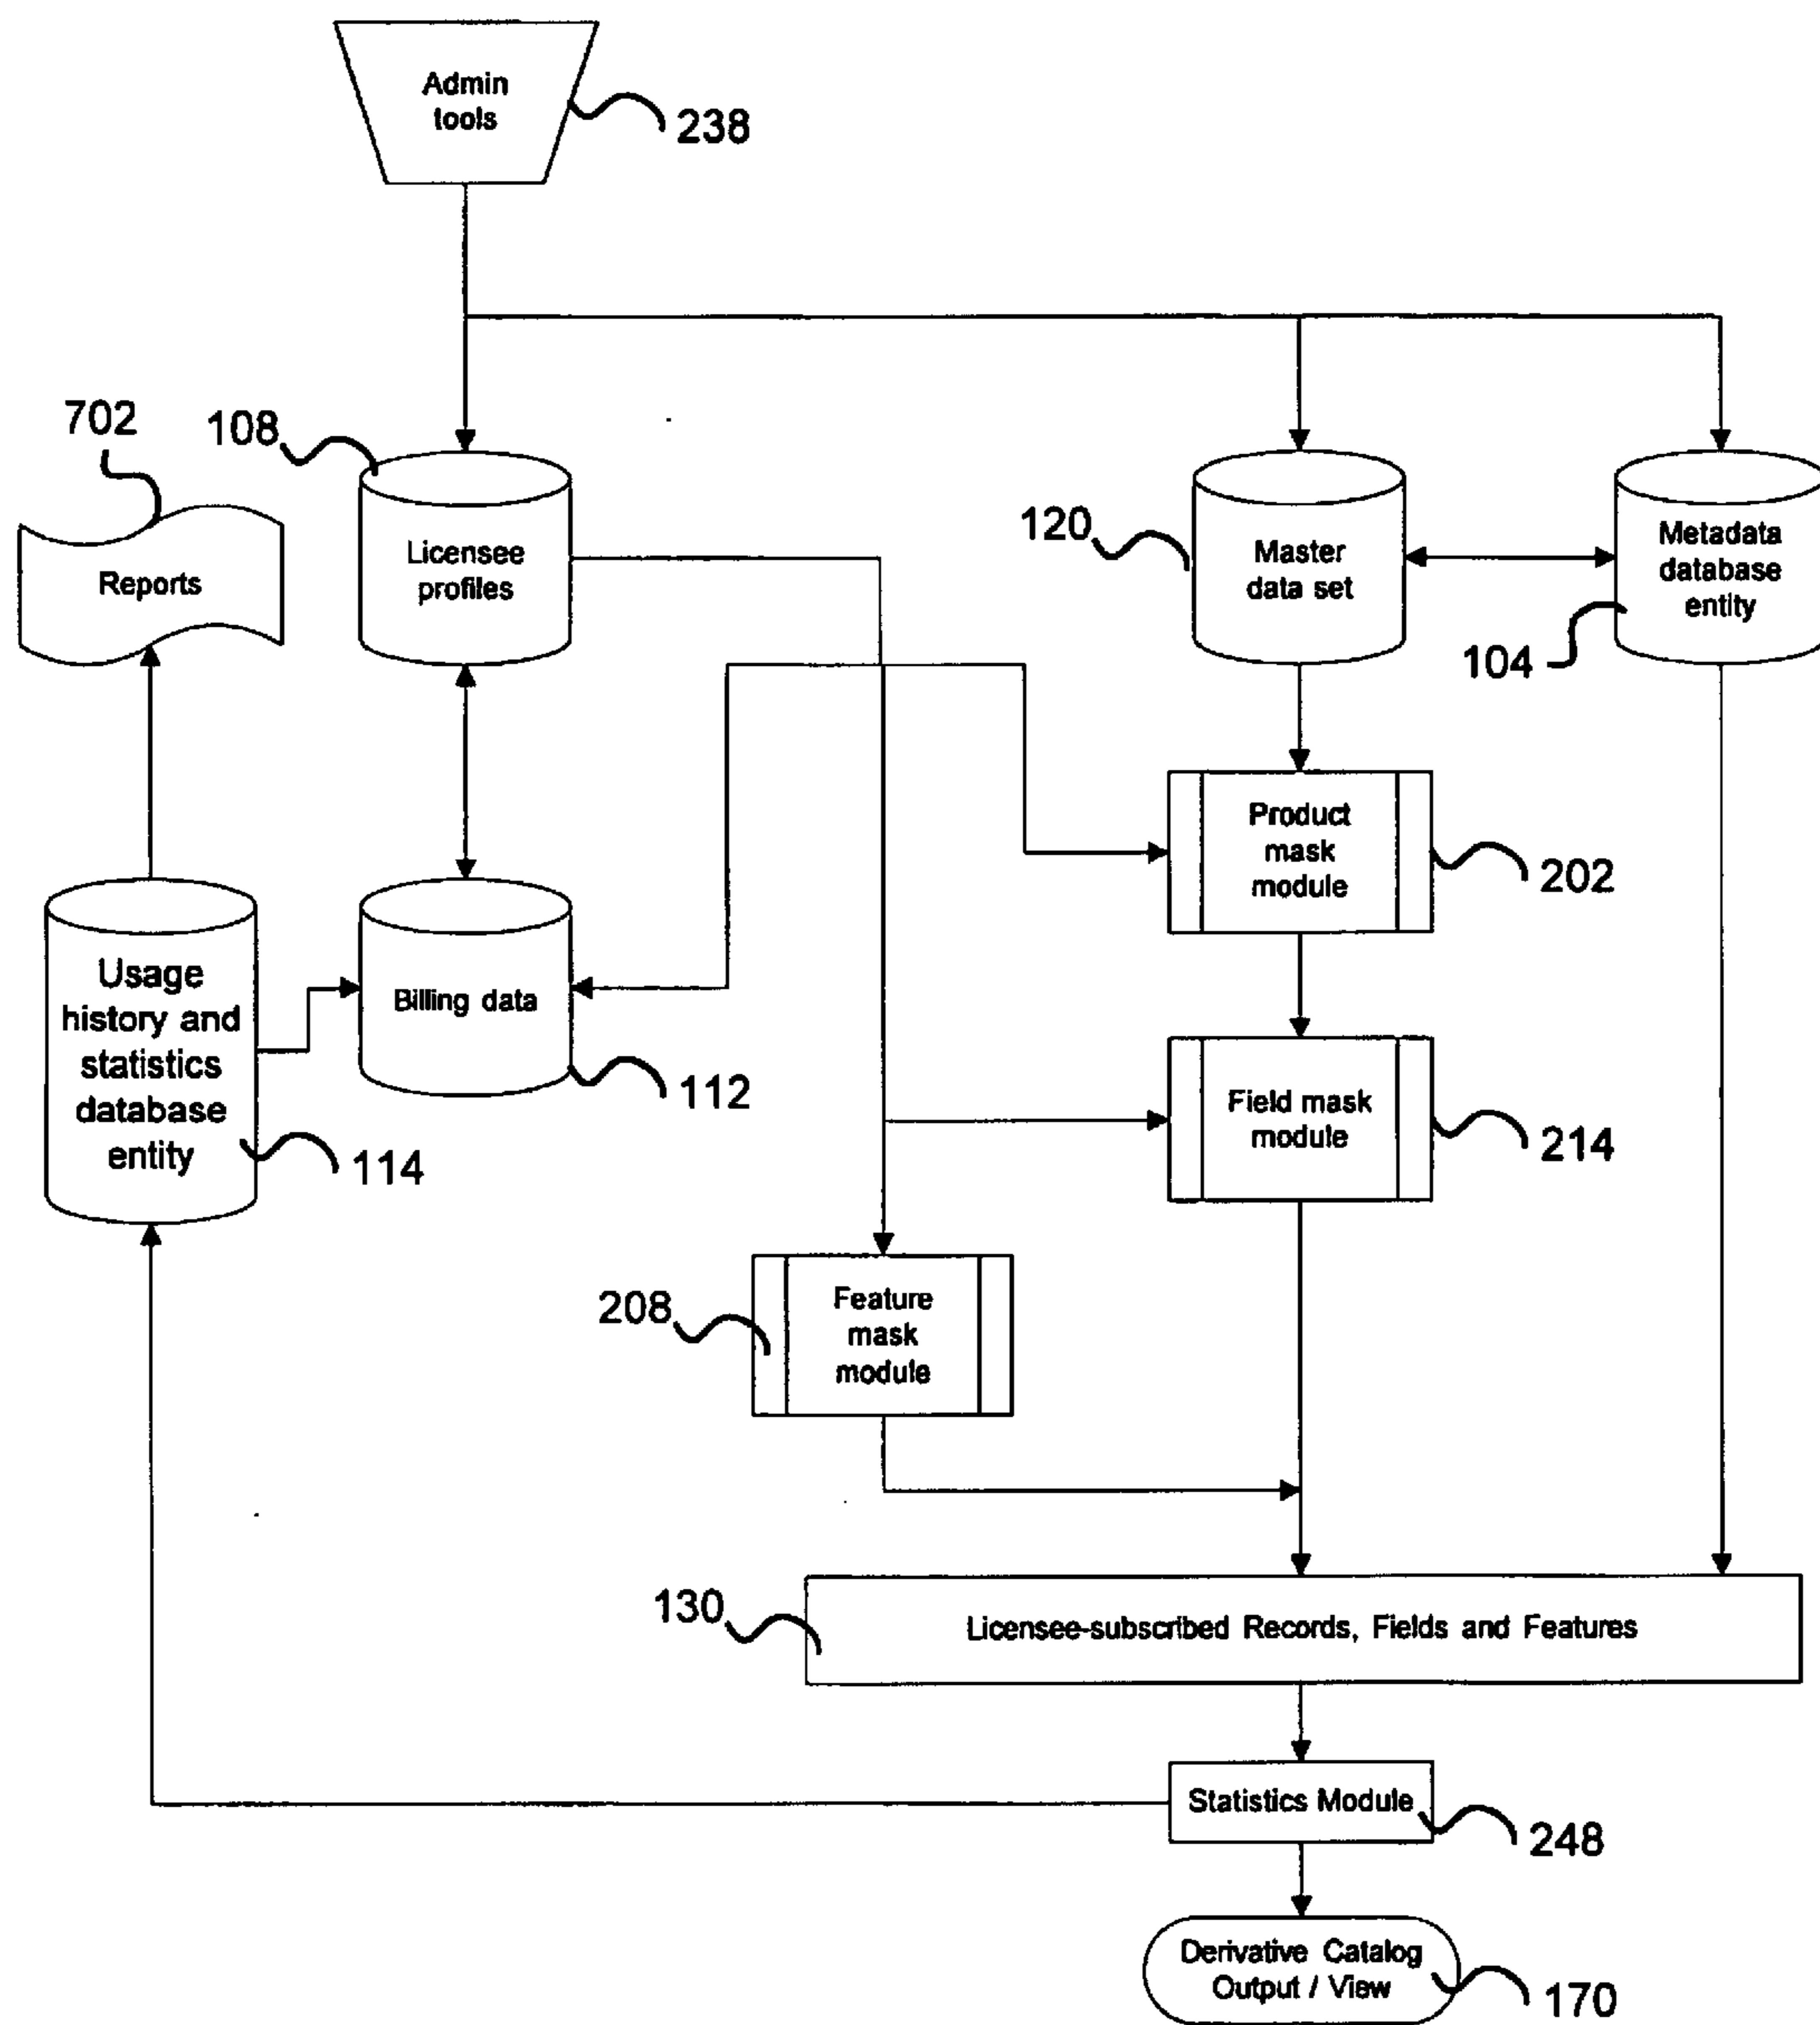 Admin
tools
238
702
108
120
Reports
Licensee
profiles
Master
data set
Metadata
database
entity
104
Product
mask
module
202
Usage
history and
statistics
database
entity
114
Billing data
112
Field mask
module
214
208
Feature
mask
module
130
Licensee-subscribed Records, Fields and Features
Statistics Module
248
Derivative Catalog
Output / View
170